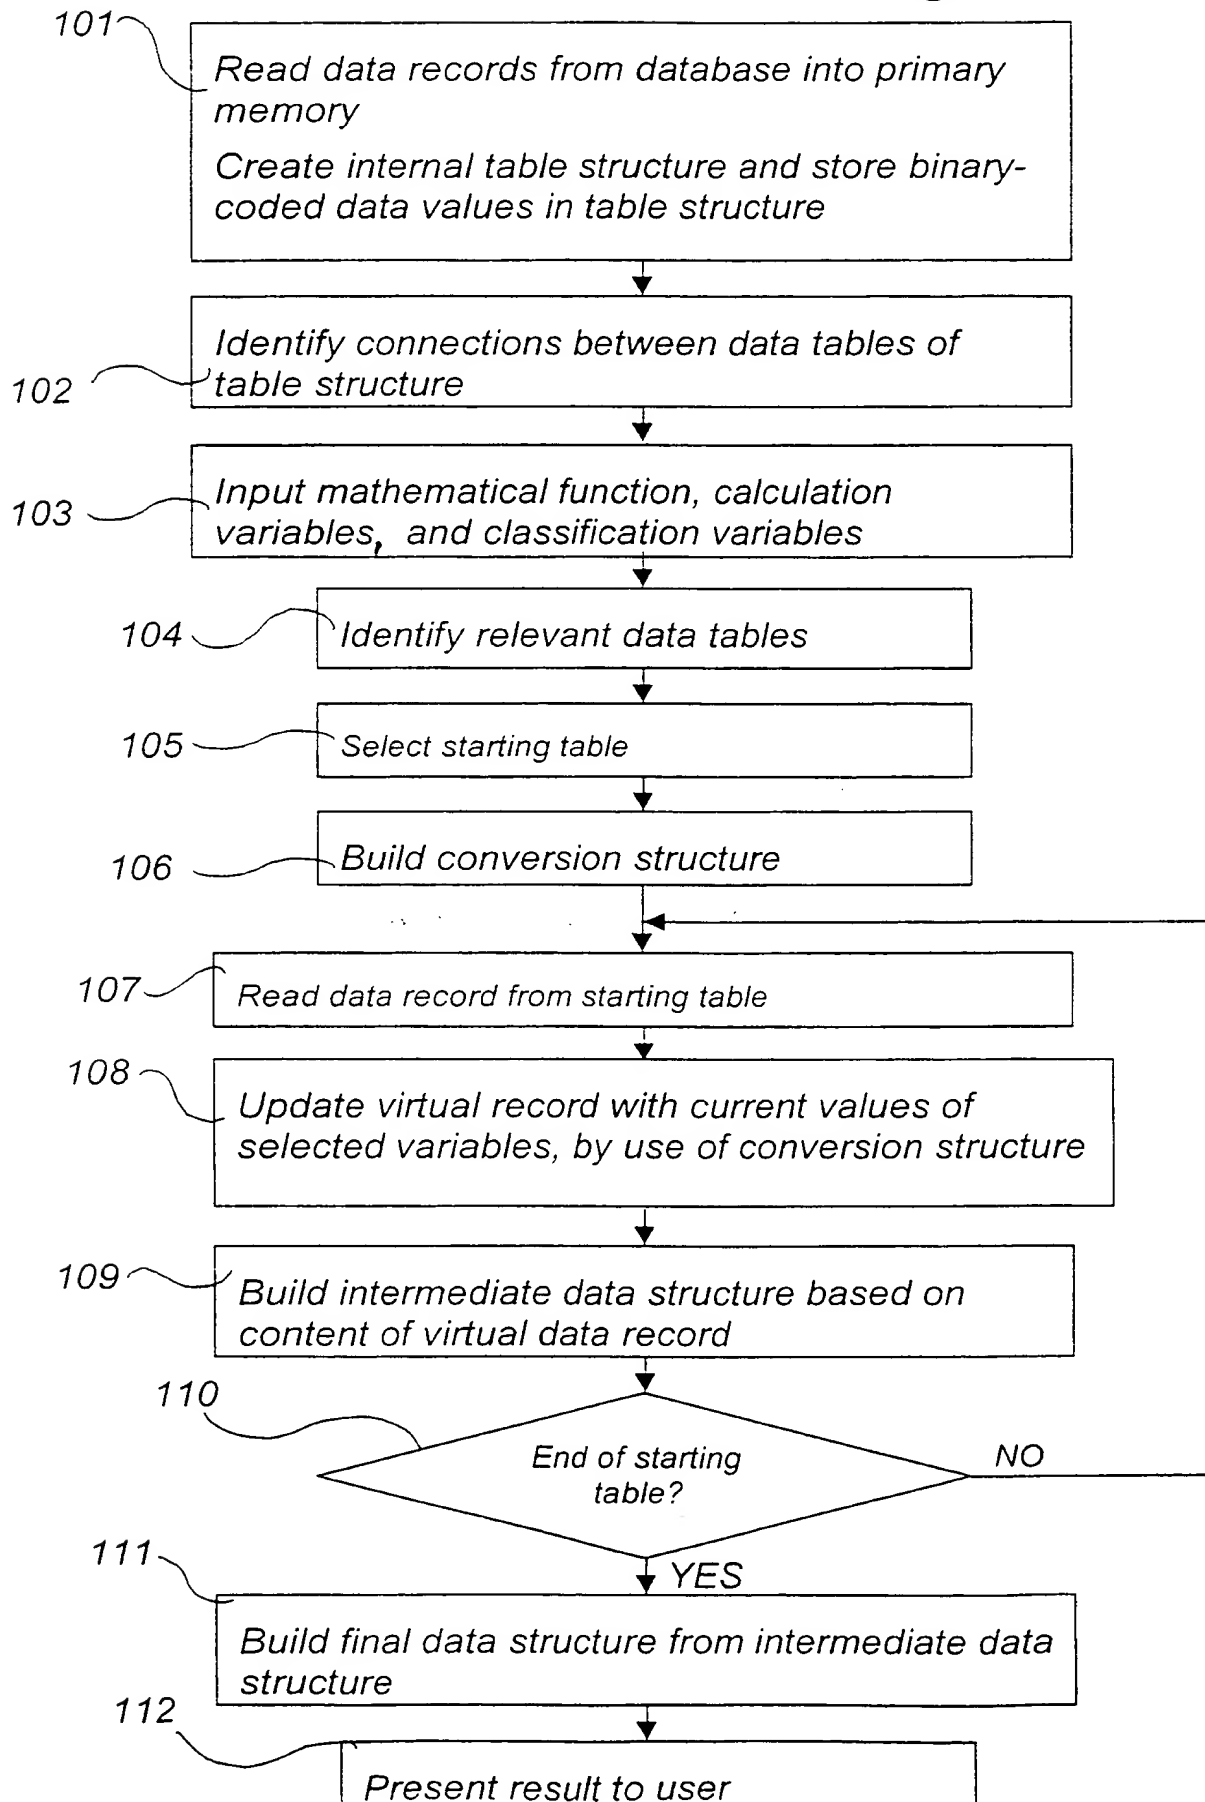 101
Read data records from database into primary
memory
Create internal table structure and store binary-
coded data values in table structure
102
Identify connections between data tables of
table structure
103
Input mathematical function, calculation
variables, and classification variables
104
Identify relevant data tables
105
Select starting table
106
Build conversion structure
107
Read data record from starting table
108
Update virtual record with current values of
selected variables, by use of conversion structure
109
Build intermediate data structure based on
content of virtual data record
110
End of starting
table?
NO
YES
111
Build final data structure from intermediate data
structure
112
Present result to user